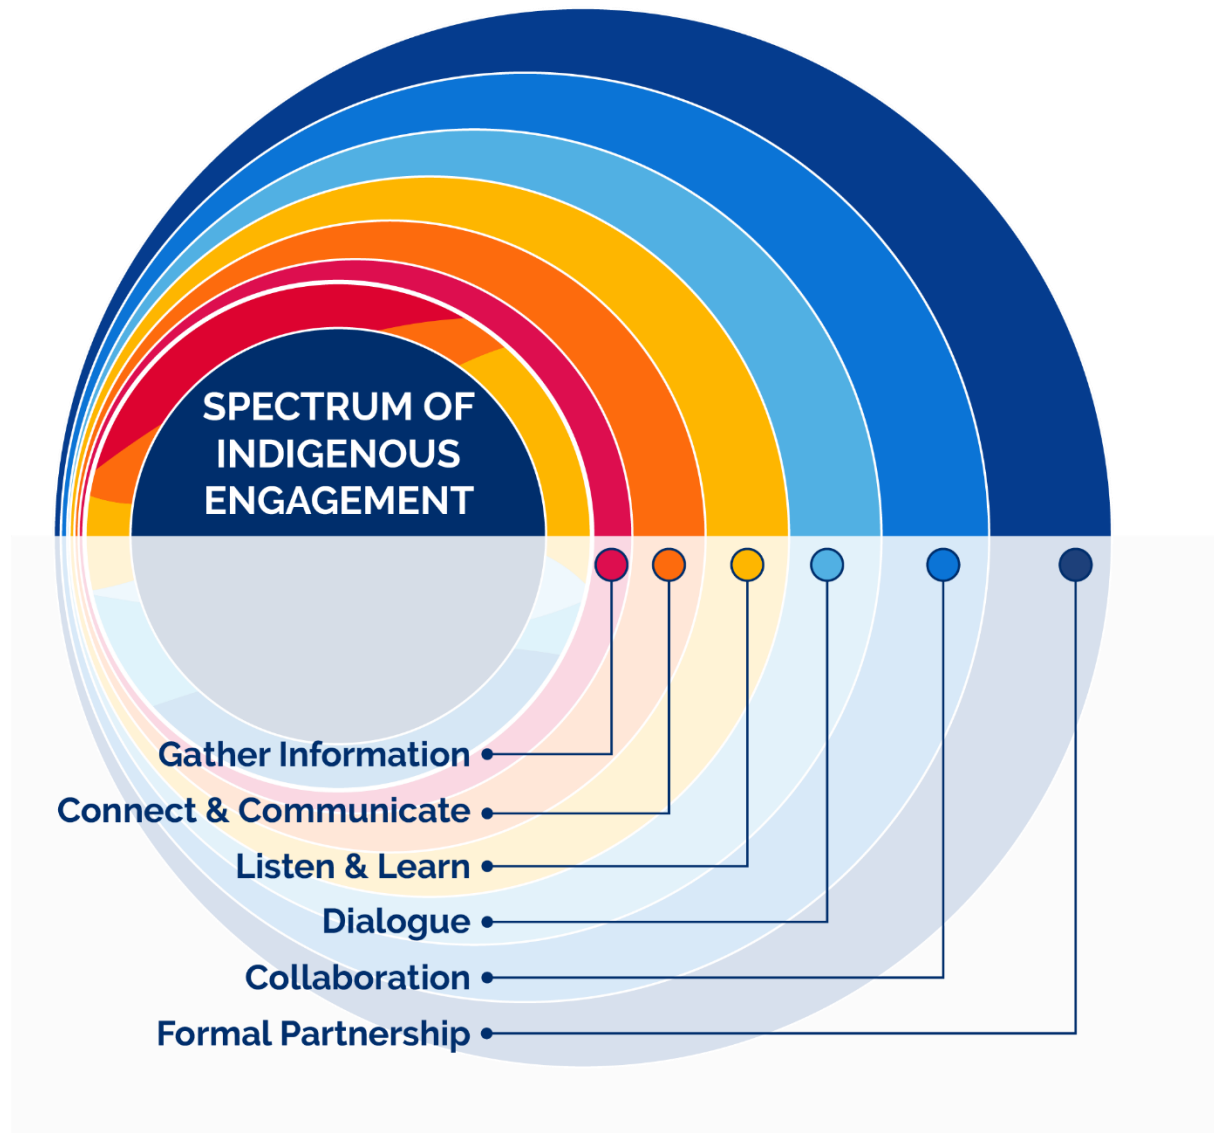 SPECTRUM OF
INDIGENOUS
ENGAGEMENT
Gather Information
Connect & Communicate
Listen & Learn
Dialogue
Collaboration
Formal Partnership